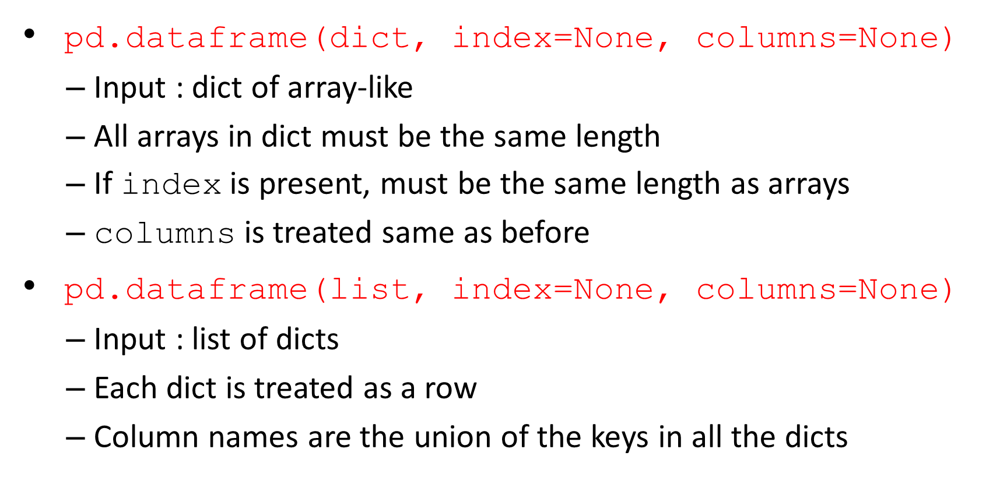 • pd.dataframe(dict, index=None, columns=None)
– Input : dict of array-like
– All arrays in dict must be the same length
– If index is present, must be the same length as arrays
– columns is treated same as before
• pd.dataframe(list, index=None, columns=None)
– Input : list of dicts
– Each dict is treated as a row
– Column names are the union of the keys in all the dicts